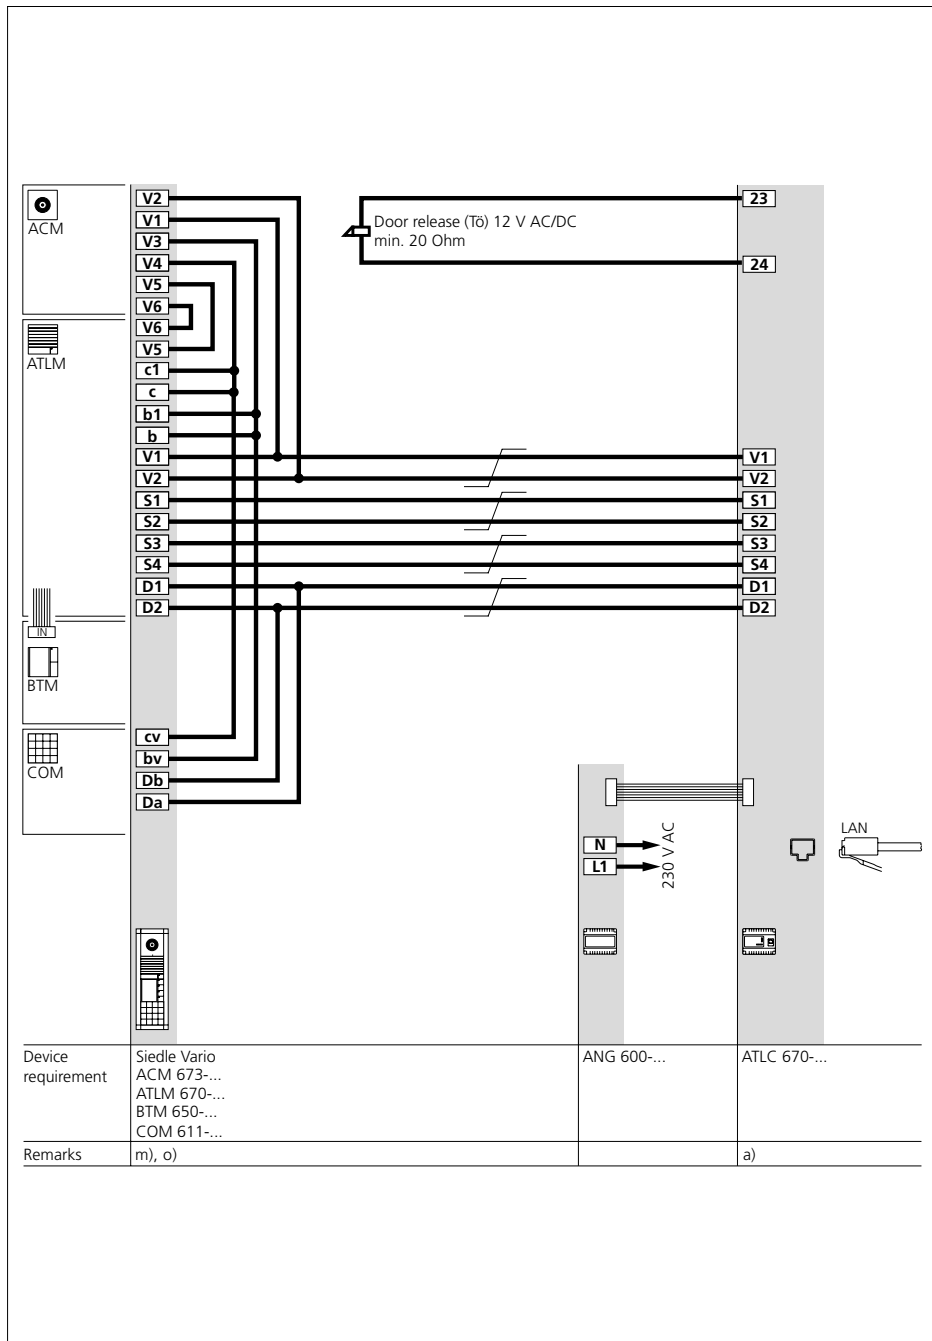 ACM
ATLM
IN
BTM
COM
V2
V1
V3
V4
V5
V6
V6
V5
c1
c
b1
b
V1
V2
S1
S2
S3
S4
D1
D2
cv
bv
Db
Da
Door release (Tö) 12 V AC/DC
min. 20 Ohm
23
24
V1
V2
S1
S2
S3
S4
D1
D2
N
L1
230 V AC
LAN
Device requirement
Siedle Vario
ACM 673-...
ATLM 670-...
BTM 650-...
COM 611-...
ANG 600-...
ATLC 670-...
Remarks
m), o)
a)